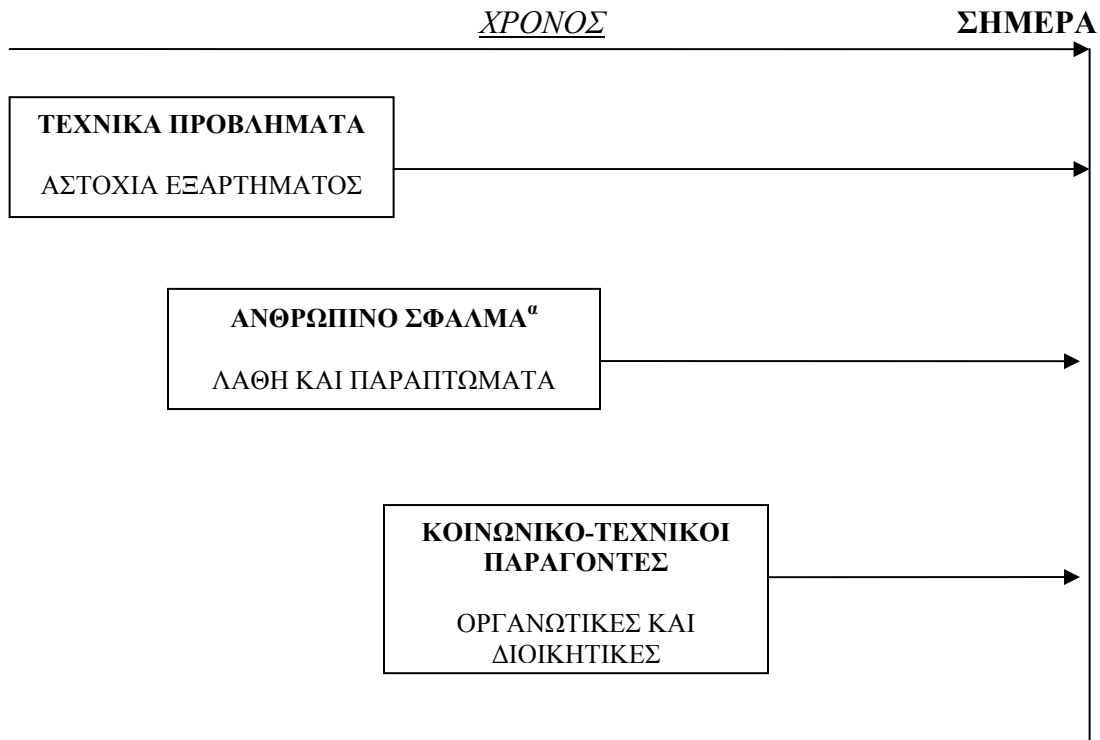 ΧΡΟΝΟΣ ΣΗΜΕΡΑ
ΤΕΧΝΙΚΑ ΠΡΟΒΛΗΜΑΤΑ
ΑΣΤΟΧΙΑ ΕΞΑΡΤΗΜΑΤΟΣ
ΑΝΘΡΩΠΙΝΟ ΣΦΑΛΜΑ^α
ΛΑΘΗ ΚΑΙ ΠΑΡΑΠΤΩΜΑΤΑ
ΚΟΙΝΩΝΙΚΟ-ΤΕΧΝΙΚΟΙ
ΠΑΡΑΓΟΝΤΕΣ
ΟΡΓΑΝΩΤΙΚΕΣ ΚΑΙ
ΔΙΟΙΚΗΤΙΚΕΣ